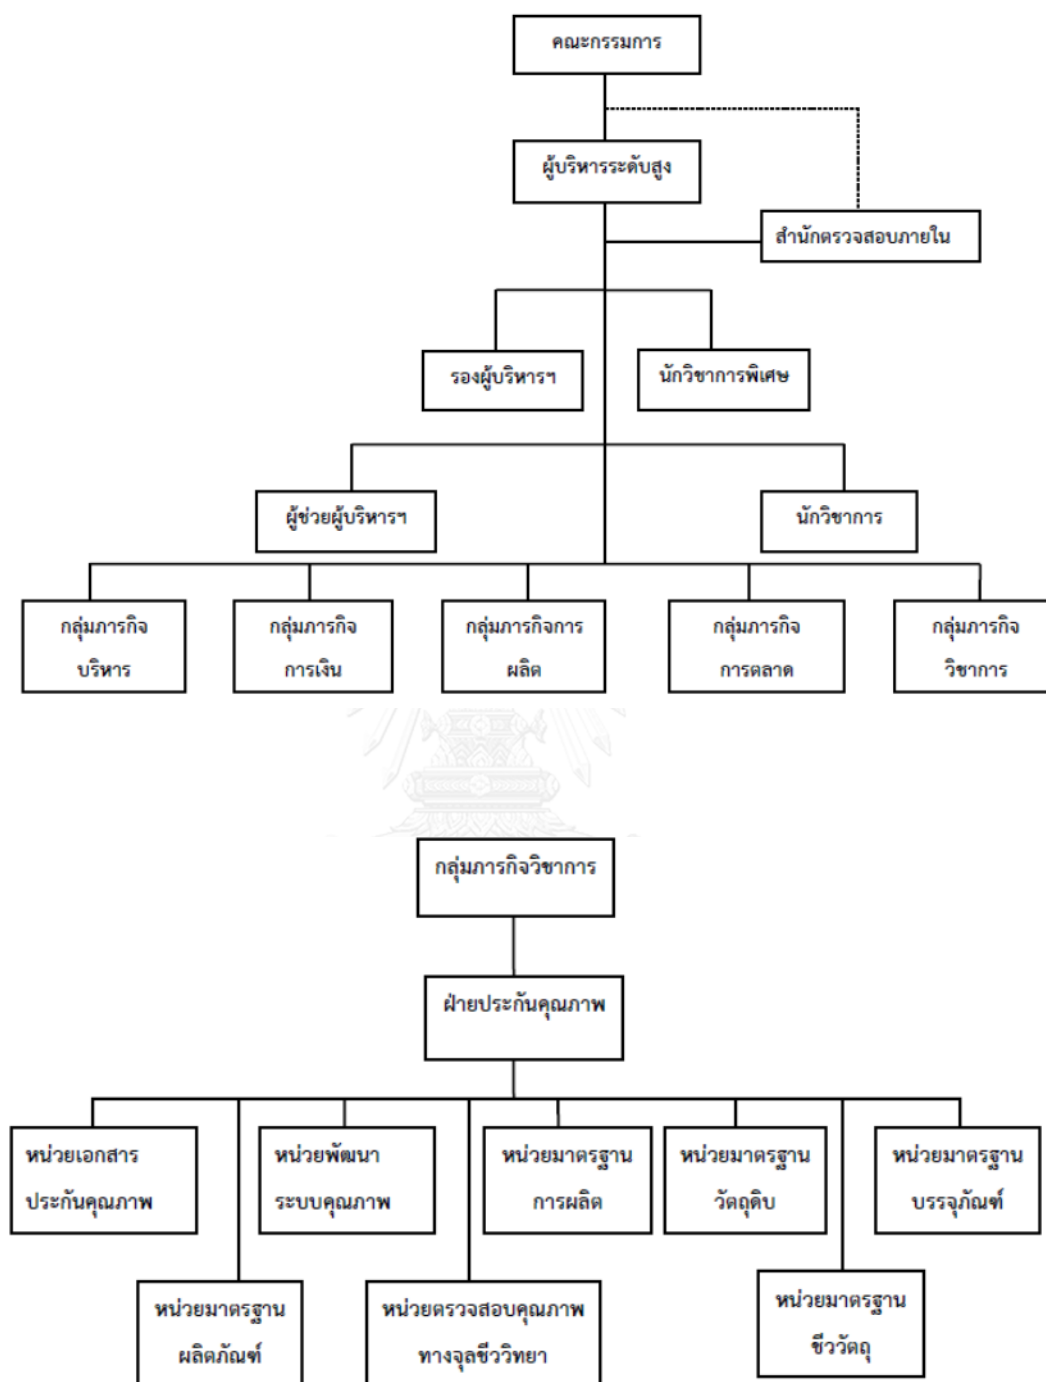 คณะกรรมการ
ผู้บริหารระดับสูง
สำนักตรวจสอบภายใน
รองผู้บริหารฯ
นักวิชาการพิเศษ
ผู้ช่วยผู้บริหารฯ
นักวิชาการ
กลุ่มภารกิจ
บริหาร
กลุ่มภารกิจ
การเงิน
กลุ่มภารกิจการ
ผลิต
กลุ่มภารกิจ
การตลาด
กลุ่มภารกิจ
วิชาการ
กลุ่มภารกิจวิชาการ
ฝ่ายประกันคุณภาพ
หน่วยเอกสาร
ประกันคุณภาพ
หน่วยพัฒนา
ระบบคุณภาพ
หน่วยมาตรฐาน
การผลิต
หน่วยมาตรฐาน
วัตถุดิบ
หน่วยมาตรฐาน
บรรจุภัณฑ์
หน่วยมาตรฐาน
ผลิตภัณฑ์
หน่วยตรวจสอบคุณภาพ
ทางจุลชีววิทยา
หน่วยมาตรฐาน
ชีววัตถุ